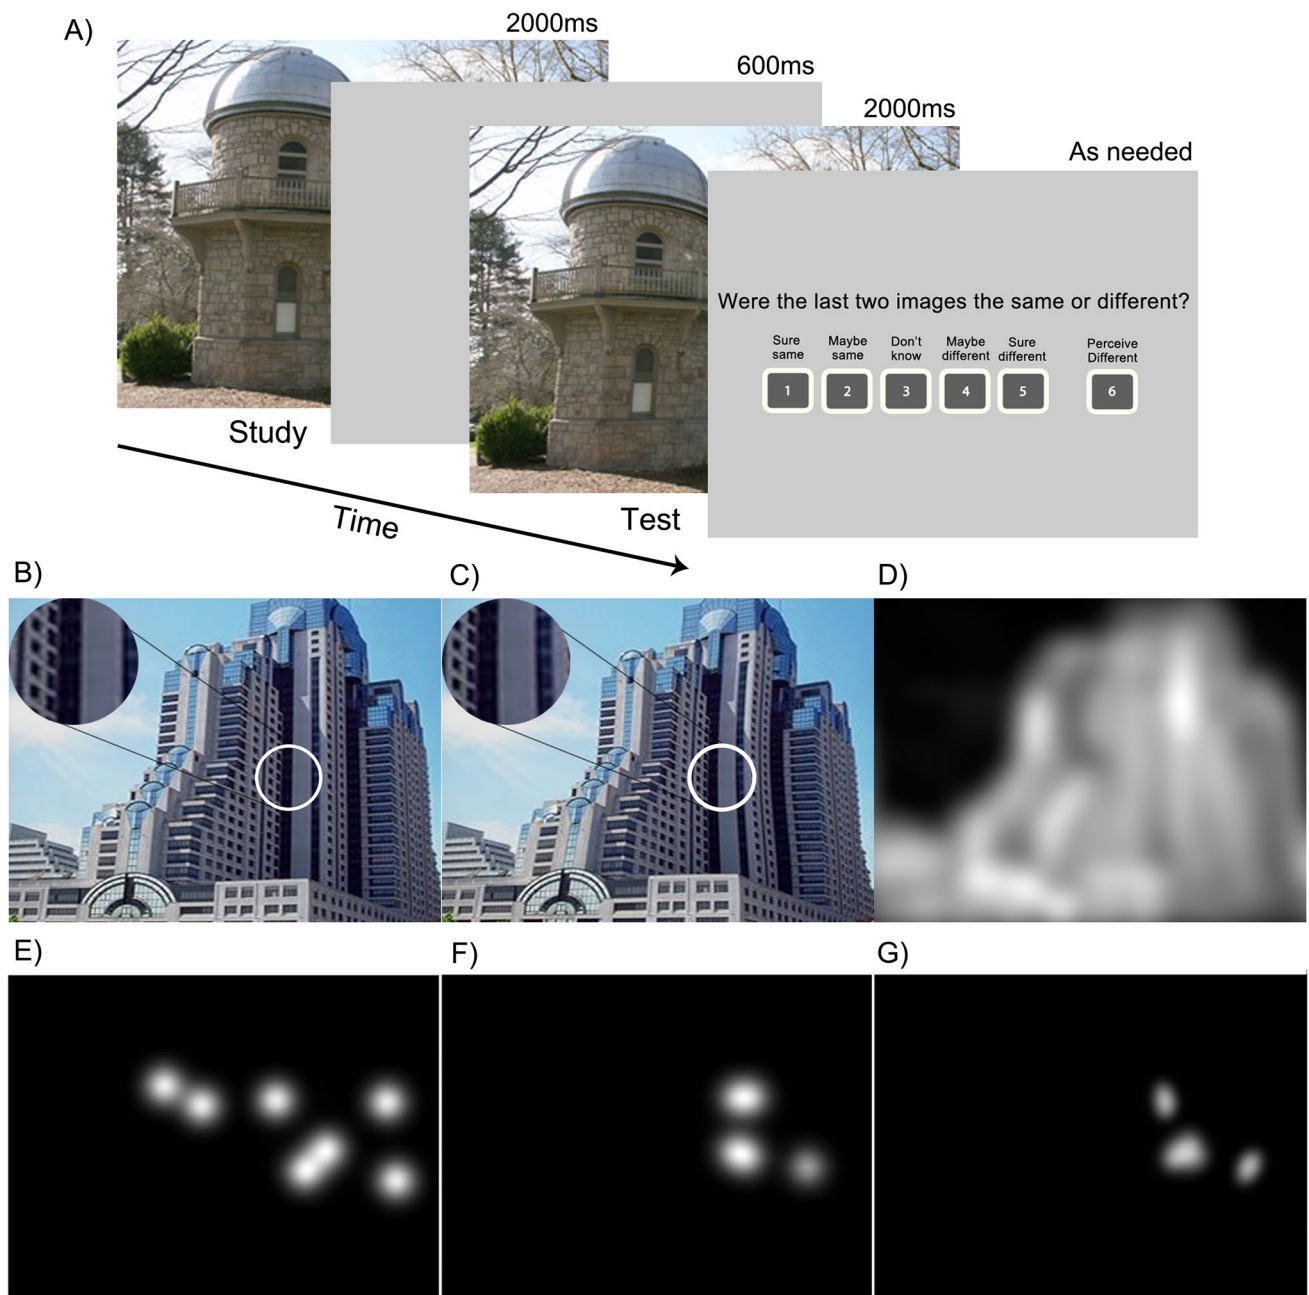 A)
2000ms
600ms
2000ms
As needed
Were the last two images the same or different?
Sure same
Maybe same
Don't know
Maybe different
Sure different
Perceive Different
1 2 3 4 5 6
Study
Time
Test
B)
C)
D)
E)
F)
G)